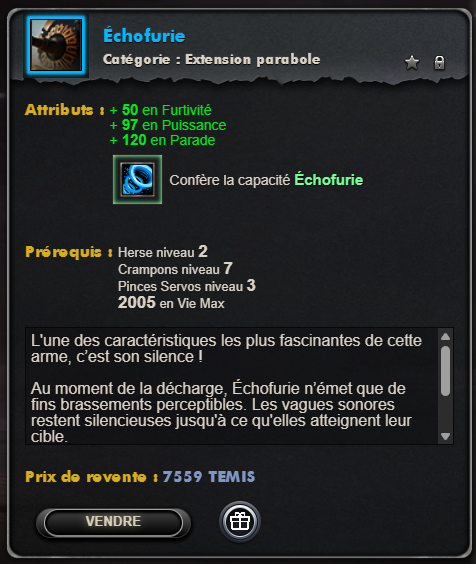 Échofurie
Catégorie : Extension parabole
Attributs : + 50 en Furtivité
+ 97 en Puissance
+ 120 en Parade
Confère la capacité Échofurie
Prérequis : Herse niveau 2
Crampons niveau 7
Pinces Servos niveau 3
2005 en Vie Max
L'une des caractéristiques les plus fascinantes de cette
arme, c'est son silence !
Au moment de la décharge, Échofurie n'émet que de
fins brassements perceptibles. Les vagues sonores
restent silencieuses jusqu'à ce qu'elles atteignent leur
cible.
Prix de revente : 7559 TEMIS
VENDRE